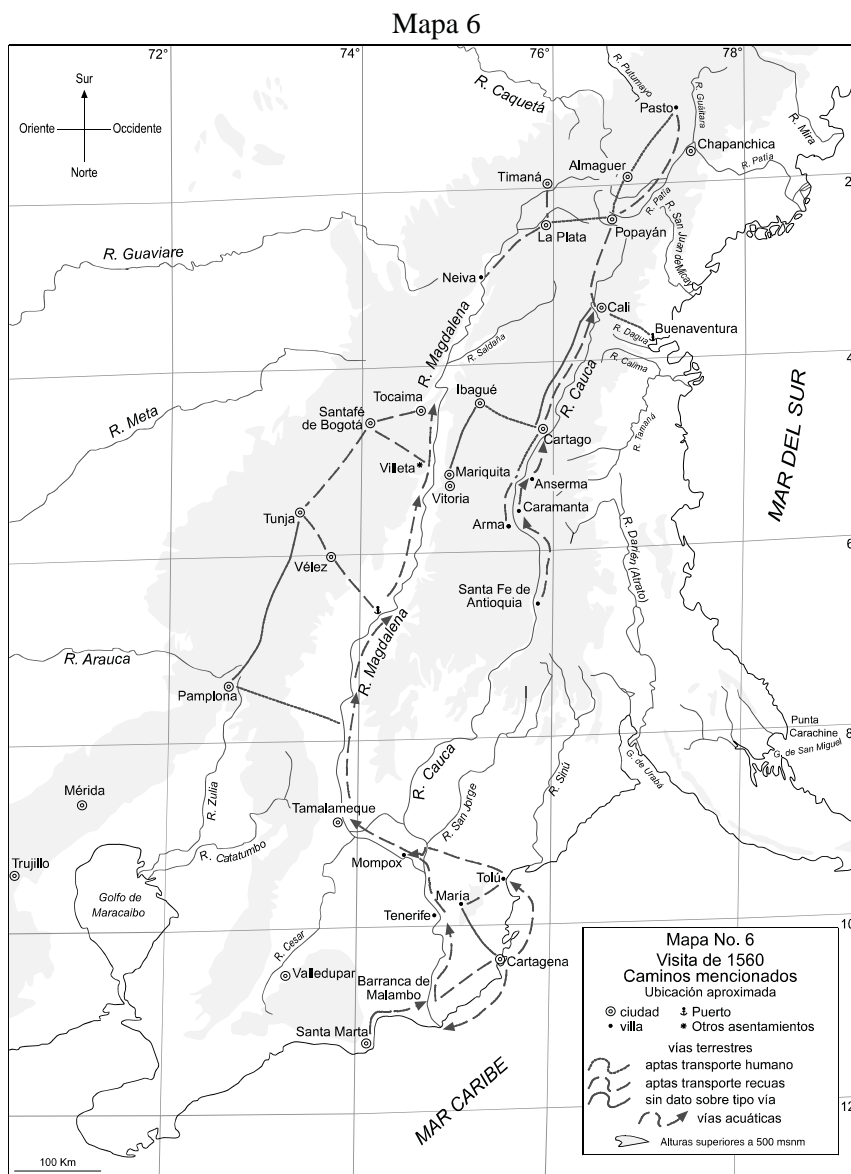 Mapa 6
72°
74°
76°
78°
Sur
Oriente
Occidente
Norte
R. Caquetá
R. Putumayo
Pasto
R. Guáitara
R. Mira
Chapanchica
R. Patía
Almaguer
Timaná
2
R. Patía
La Plata
Popayán
R. San Juan de Micay
R. Guaviare
Neiva
Cali
Buenaventura
R. Dagua
R. Magdalena
R. Saldaña
R. Calima
4
R. Meta
Tocaima
Ibagué
R. Cauca
Santafé
de Bogotá
Cartago
R. Tamaná
MAR DEL SUR
Villeta
Mariquita
Vitoria
Anserma
Caramanta
Tunja
Arma
R. Darién (Atrato)
6
Vélez
Santa Fe de
Antioquia
R. Magdalena
R. Arauca
Pamplona
Punta
Carachine
8
G. de San Miguel
R. Cauca
G. de Urabá
R. Zulia
Mérida
R. San Jorge
R. Sinú
Tamalameque
R. Catatumbo
Trujillo
Mompox
Tolú
Golfo de
Maracaibo
María
Tenerife
10
R. Cesar
Cartagena
Valledupar
Barranca de
Malambo
Santa Marta
MAR CARIBE
12
Mapa No. 6
Visita de 1560
Caminos mencionados
Ubicación aproximada
ciudad
Puerto
villa
Otros asentamientos
vías terrestres
aptas transporte humano
aptas transporte recuas
sin dato sobre tipo vía
vías acuáticas
Alturas superiores a 500 msnm
100 Km